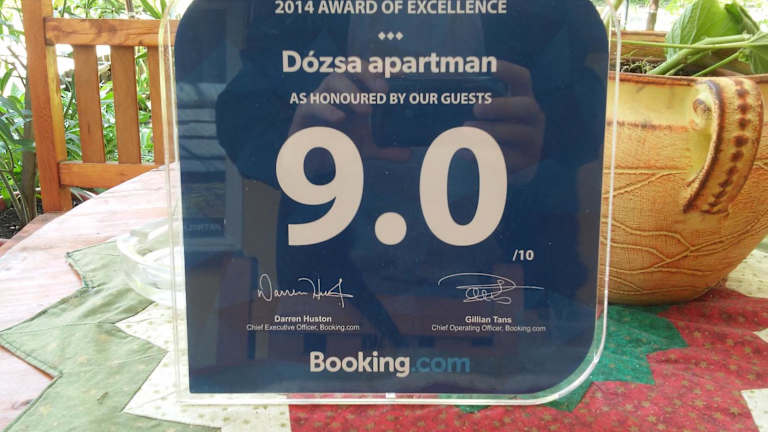 2014 AWARD OF EXCELLENCE
Dózsa apartman
AS HONOURED BY OUR GUESTS
9.0
/10
Darren Huston
Chief Executive Officer, Booking.com
Gillian Tans
Chief Operating Officer, Booking.com
Booking.com